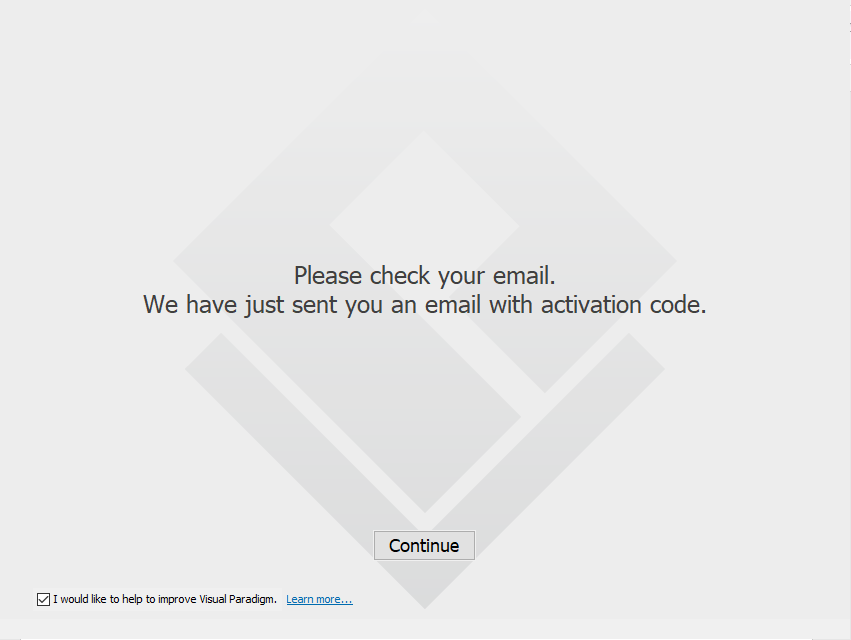 Please check your email.
We have just sent you an email with activation code.
Continue
I would like to help to improve Visual Paradigm. Learn more...